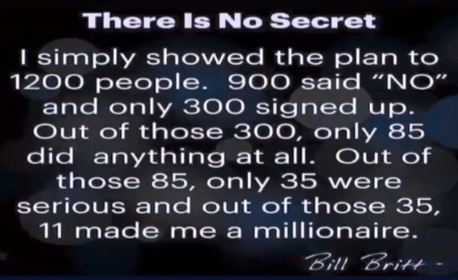 There Is No Secret
I simply showed the plan to
1200 people. 900 said “NO”
and only 300 signed up.
Out of those 300, only 85
did anything at all. Out of
those 85, only 35 were
serious and out of those 35,
11 made me a millionaire.
Bill Britt -